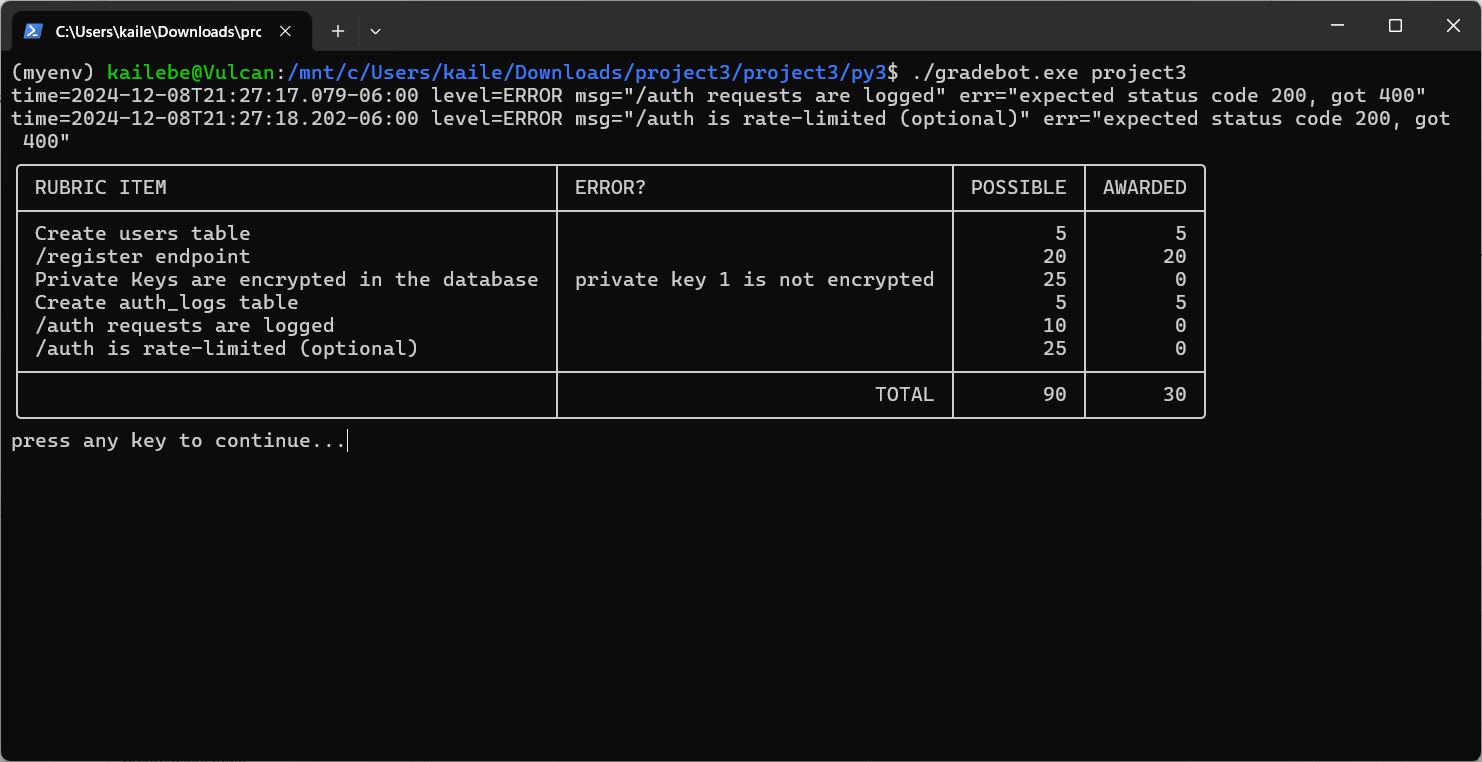 C:\Users\kaile\Downloads\prc
(myenv) kailebe@Vulcan:/mnt/c/Users/kaile/Downloads/project3/project3/py3$ ./gradebot.exe project3
time=2024-12-08T21:27:17.079-06:00 level=ERROR msg="/auth requests are logged" err="expected status code 200, got 400"
time=2024-12-08T21:27:18.202-06:00 level=ERROR msg="/auth is rate-limited (optional)" err="expected status code 200, got
400"
RUBRIC ITEM ERROR? POSSIBLE AWARDED
Create users table 5 5
/register endpoint 20 20
Private Keys are encrypted in the database private key 1 is not encrypted 25 0
Create auth_logs table 5 5
/auth requests are logged 10 0
/auth is rate-limited (optional) 25 0
TOTAL 90 30
press any key to continue...